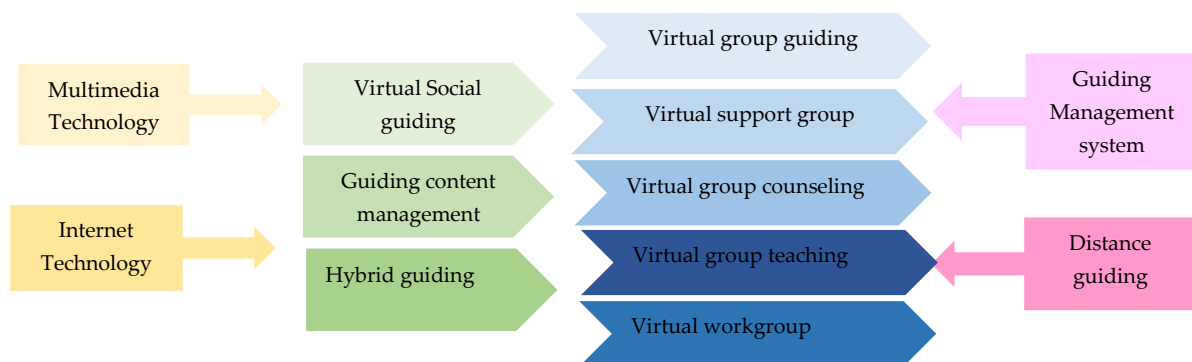 Multimedia
Technology
Internet
Technology
Virtual Social
guiding
Guiding content
management
Hybrid guiding
Virtual group guiding
Virtual support group
Virtual group counseling
Virtual group teaching
Virtual workgroup
Guiding
Management
system
Distance
guiding